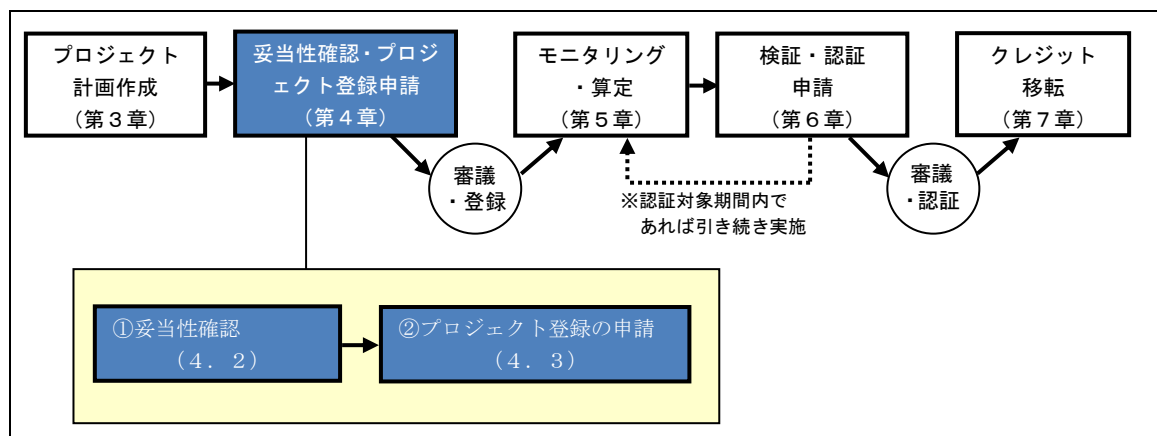 プロジェクト
計画作成
（第３章）
妥当性確認・プロジ
ェクト登録申請
（第４章）
モニタリング
・算定
（第５章）
検証・認証
申請
（第６章）
クレジット
移転
（第７章）
審議
・登録
※認証対象期間内で
あれば引き続き実施
審議
・認証
①妥当性確認
（４．２）
②プロジェクト登録の申請
（４．３）